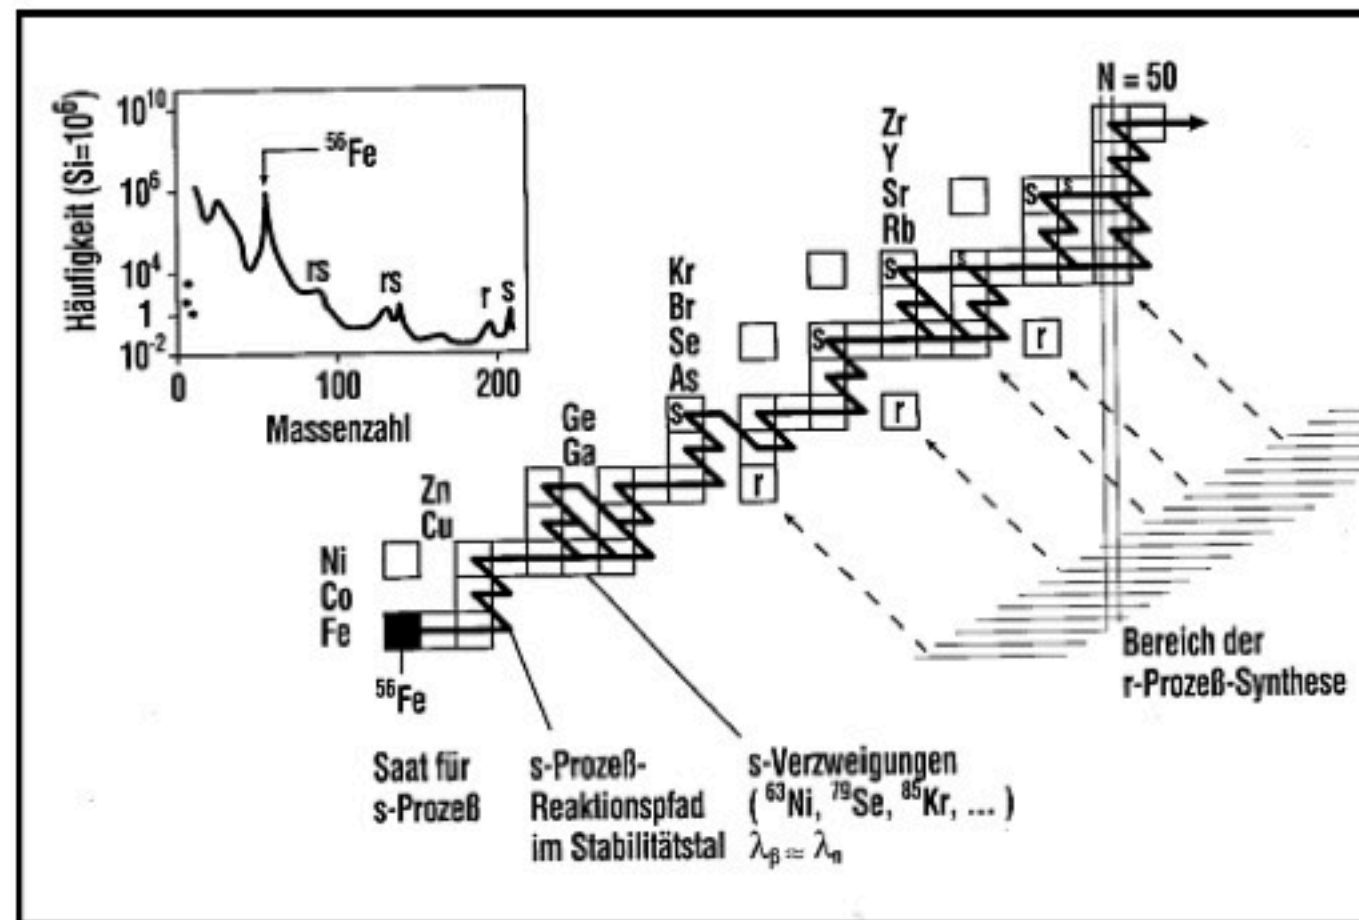 Häufigkeit (Si=10⁶)
10¹⁰
10⁶
10⁴
1
10⁻²
⁵⁶Fe
rs
rs
r
s
0
100
200
Massenzahl
N = 50
Zr
Y
Sr
Rb
Kr
Br
Se
As
Ge
Ga
Zn
Cu
Ni
Co
Fe
s
s
s
s
s
s
s
r
r
r
⁵⁶Fe
Saat für
s-Prozeß
s-Prozeß-
Reaktionspfad
im Stabilitätstal
s-Verzweigungen
( ⁶³Ni, ⁷⁹Se, ⁸⁵Kr, ... )
λβ ≃ λn
Bereich der
r-Prozeß-Synthese